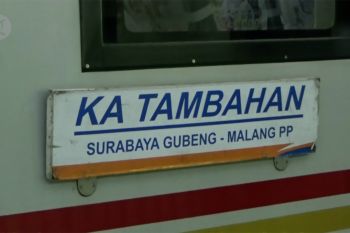 KA TAMBAHAN
SURABAYA GUBENG - MALANG PP